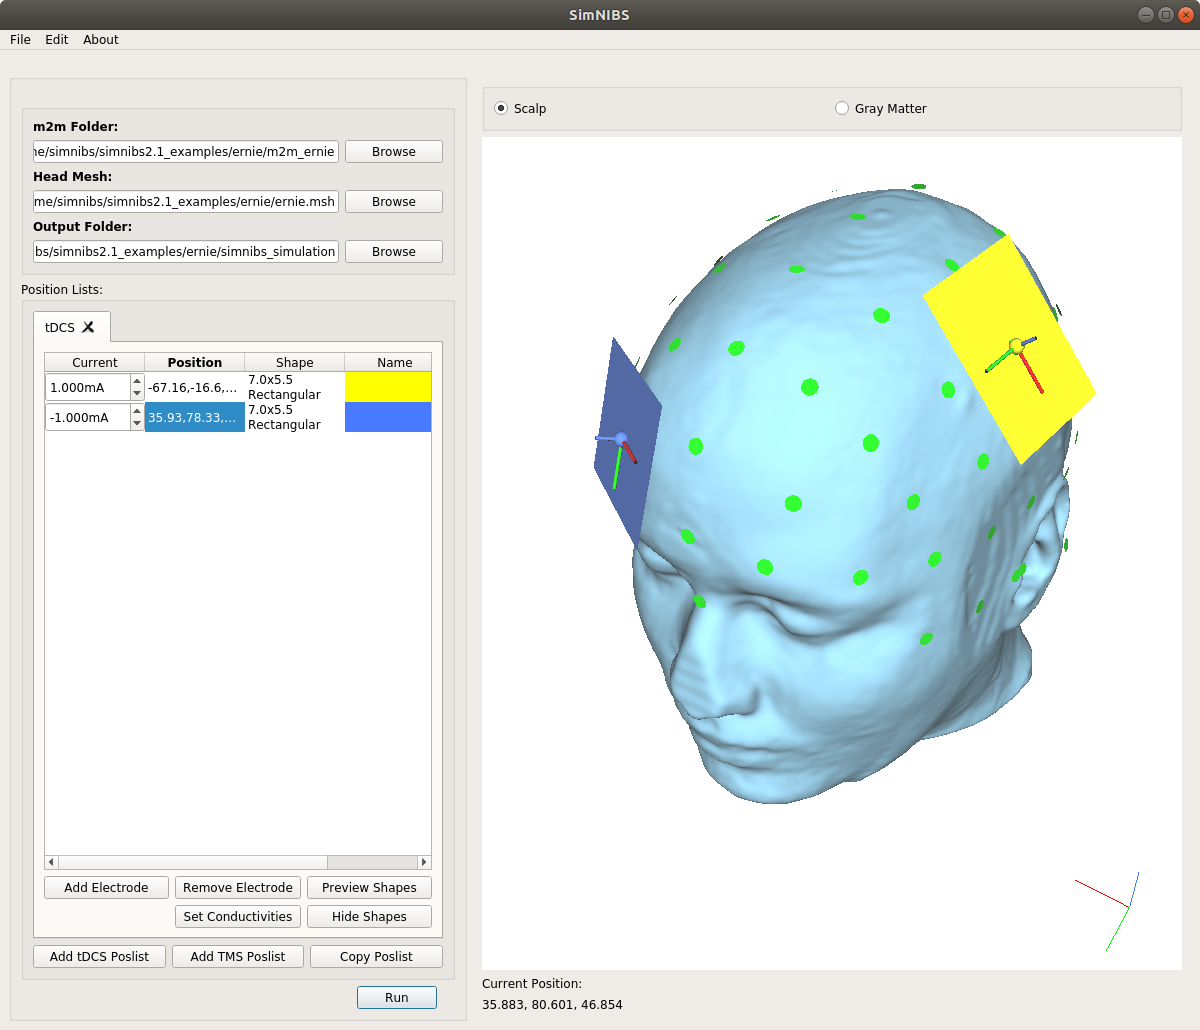 SimNIBS
File Edit About
m2m Folder:
ne/simnibs/simnibs2.1_examples/ernie/m2m_ernie Browse
Head Mesh:
me/simnibs/simnibs2.1_examples/ernie/ernie.msh Browse
Output Folder:
bs/simnibs2.1_examples/ernie/simnibs_simulation Browse
Position Lists:
tDCS
Current Position Shape Name
1.000mA -67.16,-16.6,... 7.0x5.5
Rectangular
-1.000mA 35.93,78.33,... 7.0x5.5
Rectangular
Add Electrode Remove Electrode Preview Shapes
Set Conductivities Hide Shapes
Add tDCS Poslist Add TMS Poslist Copy Poslist
Run
Scalp Gray Matter
Current Position:
35.883, 80.601, 46.854